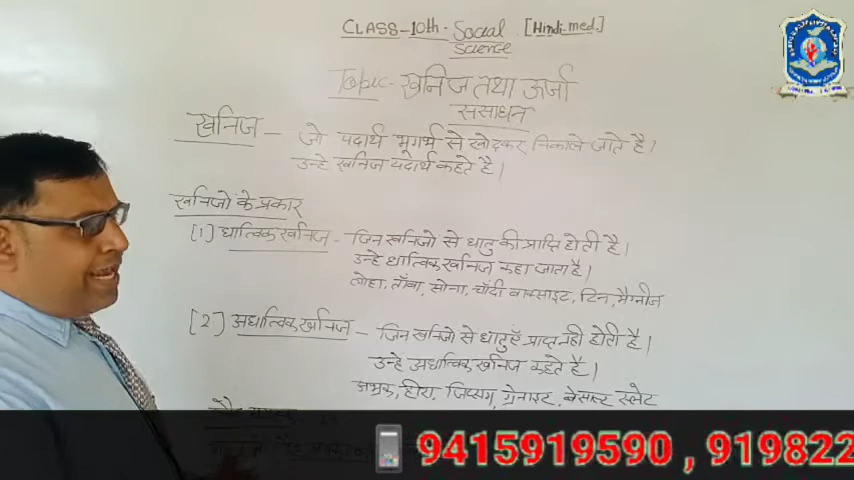 CLASS-10th- Social [Hindi med.]
Science
Topic- खनिज तथा ऊर्जा
संसाधन
खनिज - जो पदार्थ भूगर्भ से खोदकर निकाले जाते है।
उन्हे खनिज पदार्थ कहते है।
खनिजों के प्रकार
[1] धात्विक खनिज - जिन खनिजो से धातु की प्राप्ति होती है।
उन्हे धात्विक खनिज कहा जाता है।
लोहा, ताँबा, सोना, चाँदी बाक्साइट, टिन, मैग्नीज
[2] अधात्विक खनिज - जिन खनिजो से धातुएँ प्राप्त नही होती है।
उन्हे अधात्विक खनिज कहते है।
अभ्रक, हीरा, जिप्सम, ग्रेनाइट, बेसाल्ट स्लेट
9415919590 , 919822